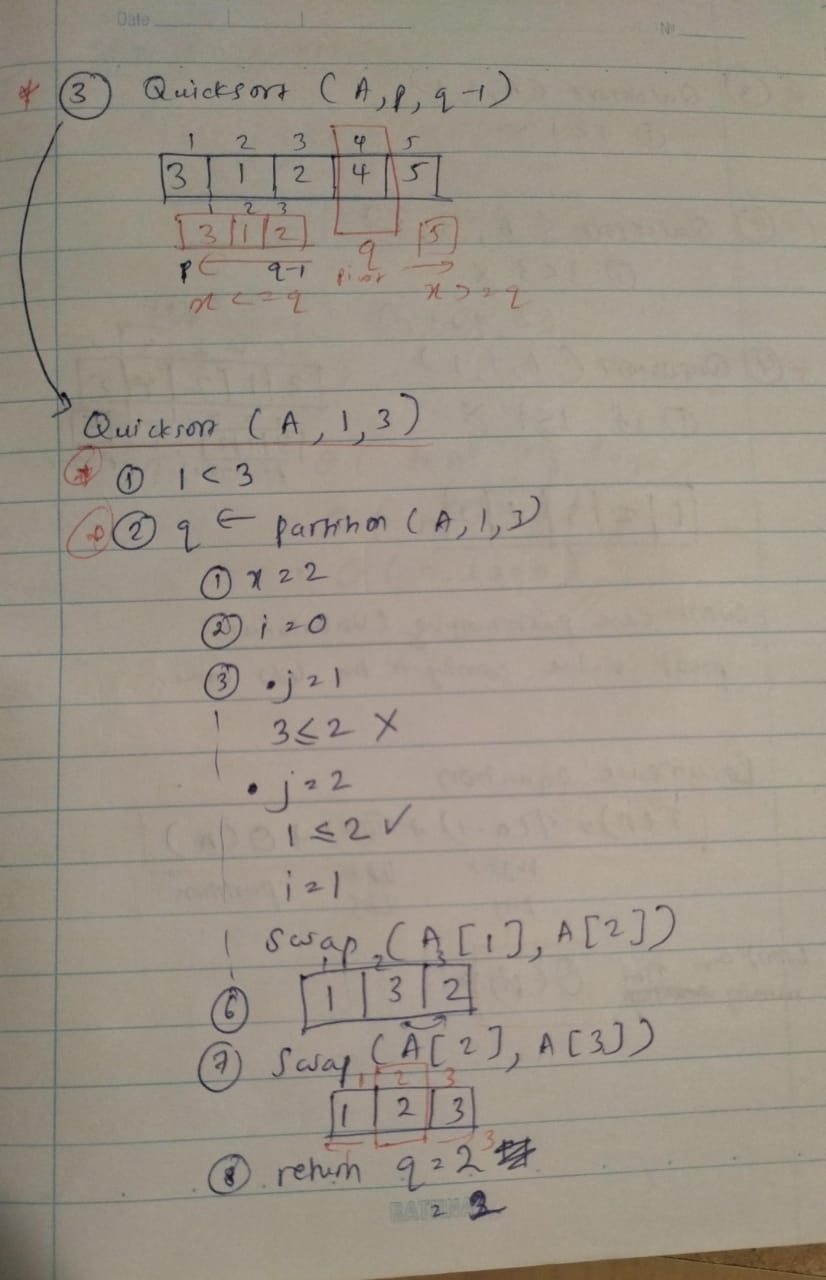 Date
No
* ③ Quicksort (A, p, q-1)
1 2 3 4 5
3 1 2 4 5
1 2 3
3 1 2 q 5
p q-1 pivot
x <= q x >= q
Quicksort (A, 1, 3)
* ① 1 < 3
② q ← partition (A, 1, 3)
① x = 2
② i = 0
③ • j = 1
3 ≤ 2 X
• j = 2
1 ≤ 2 ✓
i = 1
Swap (A[1], A[2])
1 2 3
⑥ 1 3 2
⑦ Swap (A[2], A[3])
1 2 3
1 2 3
3
⑧ return q = 2
= 2